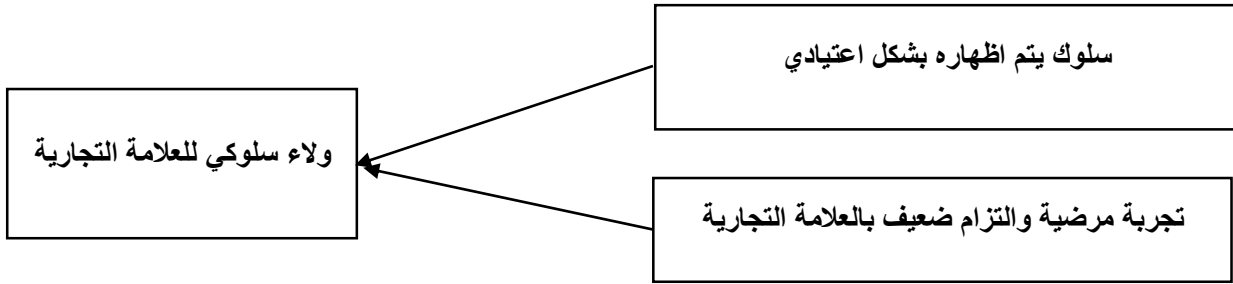 سلوك يتم اظهاره بشكل اعتيادي
ولاء سلوكي للعلامة التجارية
تجربة مرضية والتزام ضعيف بالعلامة التجارية